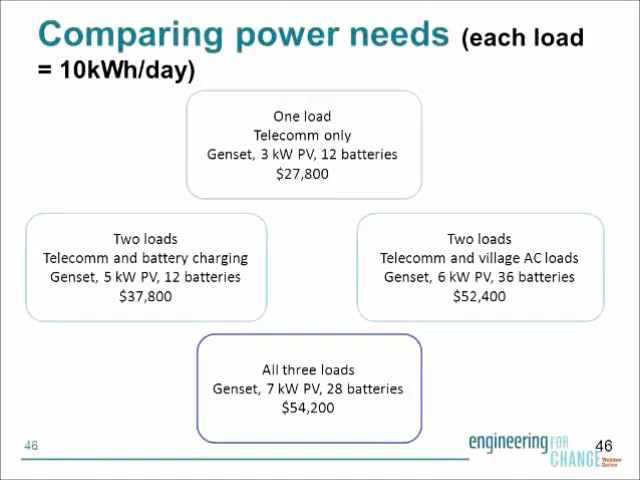 Comparing power needs (each load
= 10kWh/day)
One load
Telecomm only
Genset, 3 kW PV, 12 batteries
$27,800
Two loads
Telecomm and battery charging
Genset, 5 kW PV, 12 batteries
$37,800
Two loads
Telecomm and village AC loads
Genset, 6 kW PV, 36 batteries
$52,400
All three loads
Genset, 7 kW PV, 28 batteries
$54,200
46
engineering FOR
CHANGE
46
Webinar
Series